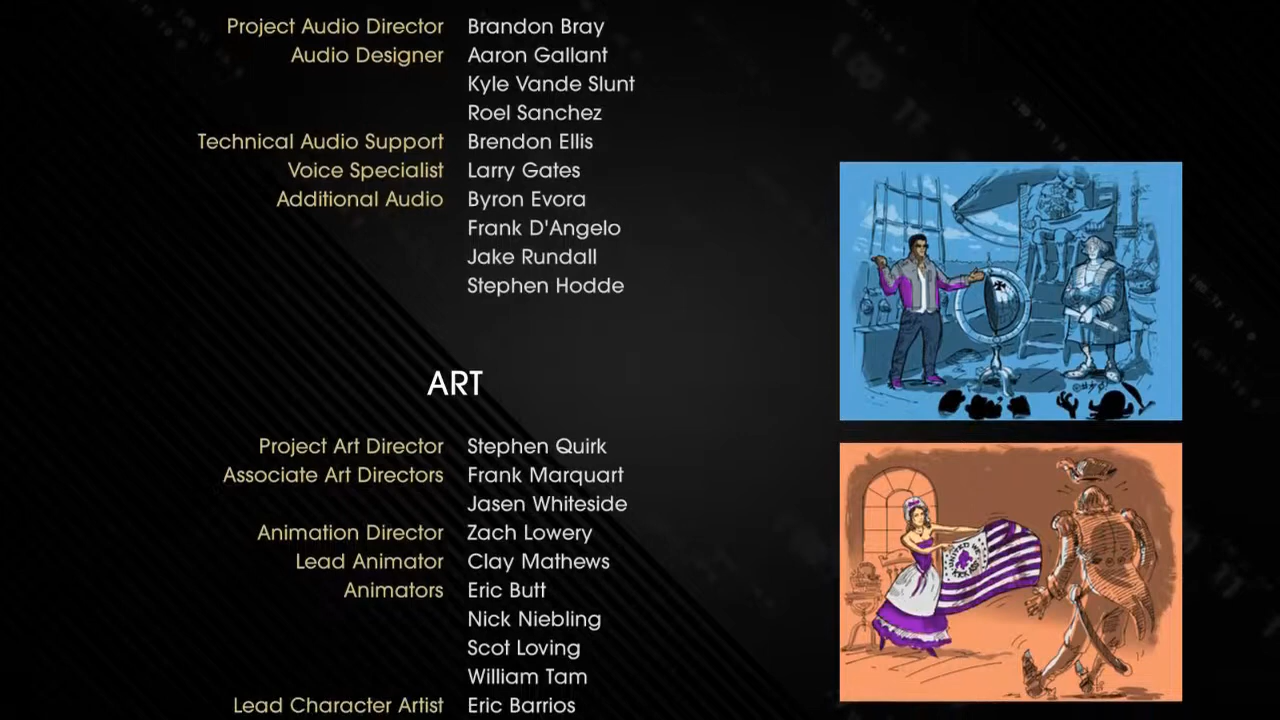 Project Audio Director Brandon Bray
Audio Designer Aaron Gallant
Kyle Vande Slunt
Roel Sanchez
Technical Audio Support Brendon Ellis
Voice Specialist Larry Gates
Additional Audio Byron Evora
Frank D'Angelo
Jake Rundall
Stephen Hodde
ART
Project Art Director Stephen Quirk
Associate Art Directors Frank Marquart
Jasen Whiteside
Animation Director Zach Lowery
Lead Animator Clay Mathews
Animators Eric Butt
Nick Niebling
Scot Loving
William Tam
Lead Character Artist Eric Barrios